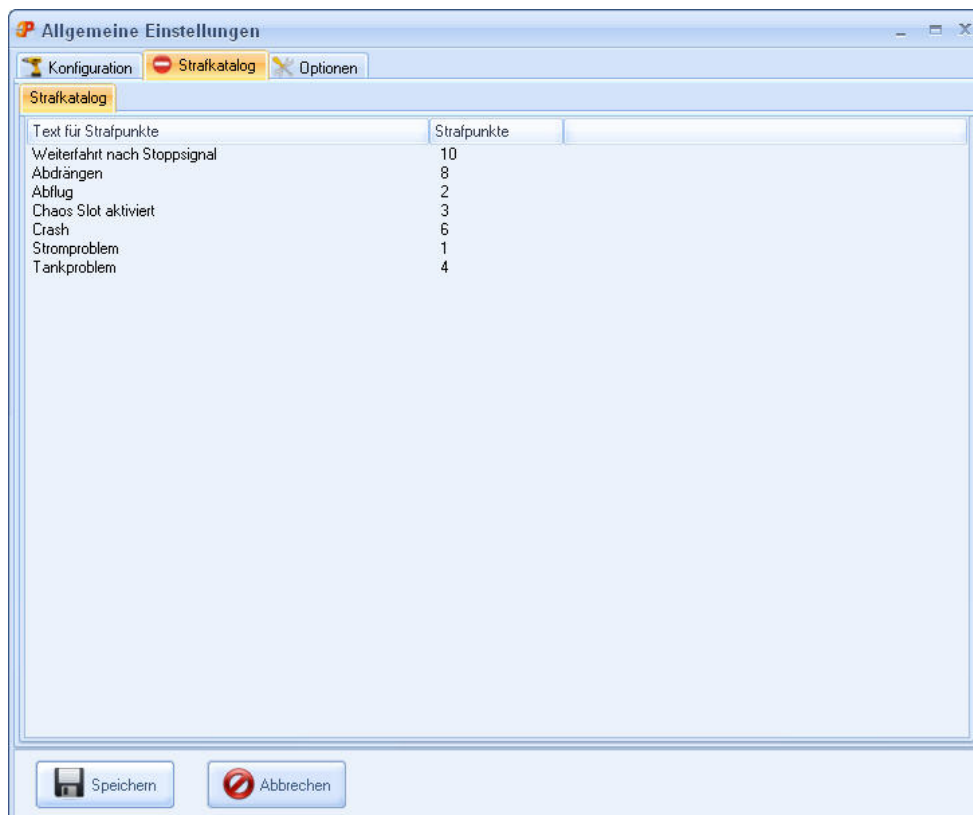 Allgemeine Einstellungen
Konfiguration Strafkatalog Optionen
Strafkatalog
Text für Strafpunkte Strafpunkte
Weiterfahrt nach Stoppsignal 10
Abdrängen 8
Abflug 2
Chaos Slot aktiviert 3
Crash 6
Stromproblem 1
Tankproblem 4
Speichern Abbrechen